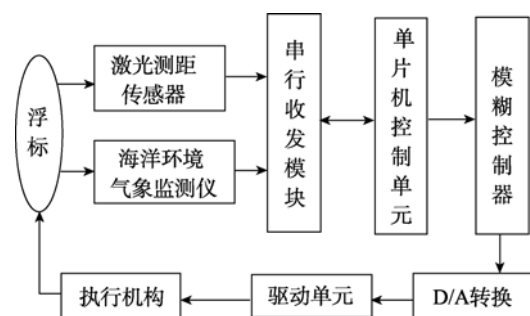 浮标
激光测距
传感器
海洋环境
气象监测仪
串行收发模块
单片机控制单元
模糊控制器
执行机构
驱动单元
D/A转换